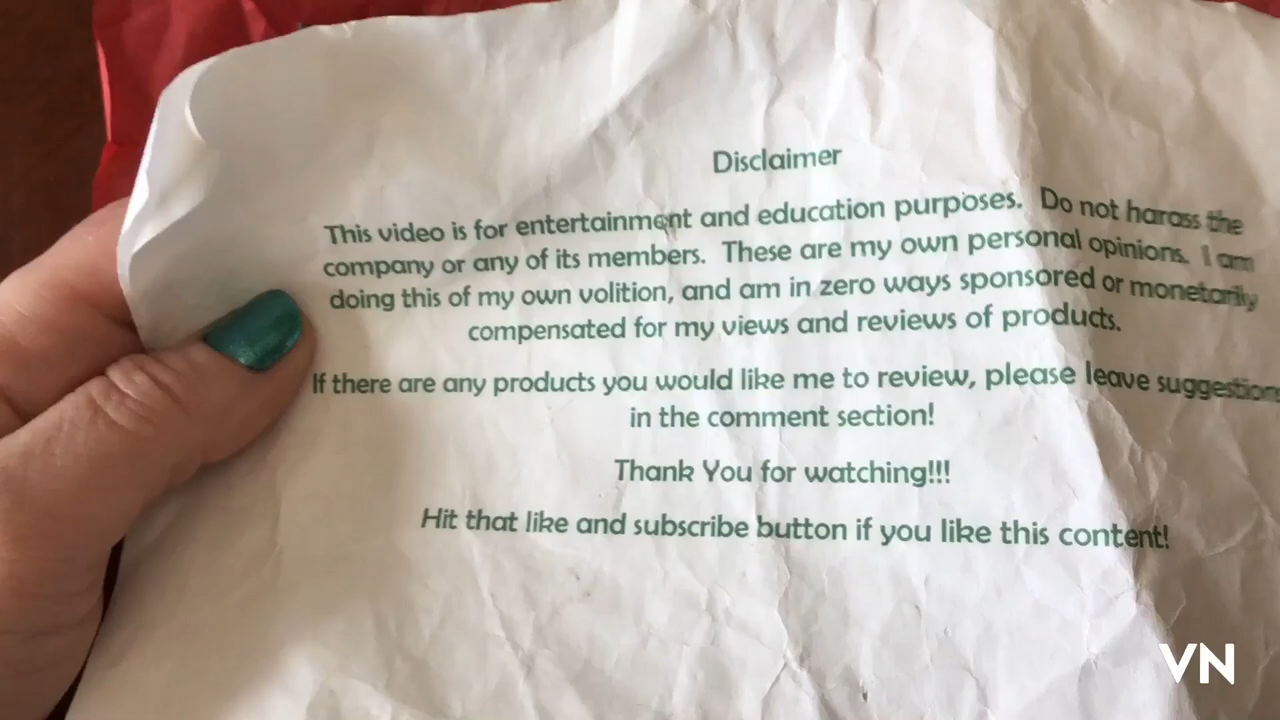 Disclaimer
This video is for entertainment and education purposes. Do not harass the
company or any of its members. These are my own personal opinions. I am
doing this of my own volition, and am in zero ways sponsored or monetarily
compensated for my views and reviews of products.
If there are any products you would like me to review, please leave suggestions
in the comment section!
Thank You for watching!!!
Hit that like and subscribe button if you like this content!
VN